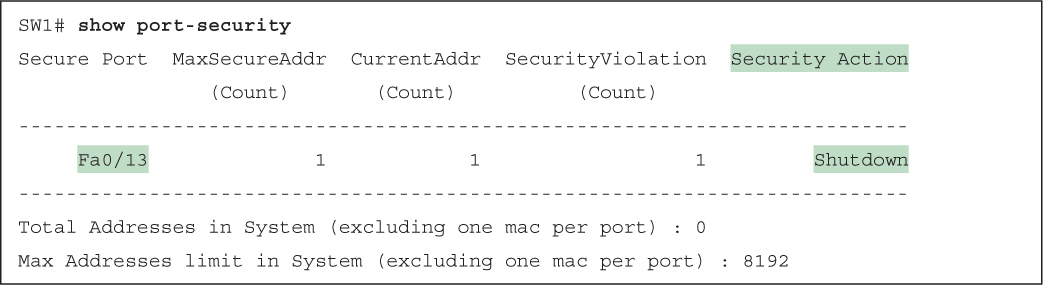 SW1# show port-security
Secure Port MaxSecureAddr CurrentAddr SecurityViolation Security Action
(Count) (Count) (Count)
---------------------------------------------------------------------------
Fa0/13 1 1 1 Shutdown
---------------------------------------------------------------------------
Total Addresses in System (excluding one mac per port) : 0
Max Addresses limit in System (excluding one mac per port) : 8192